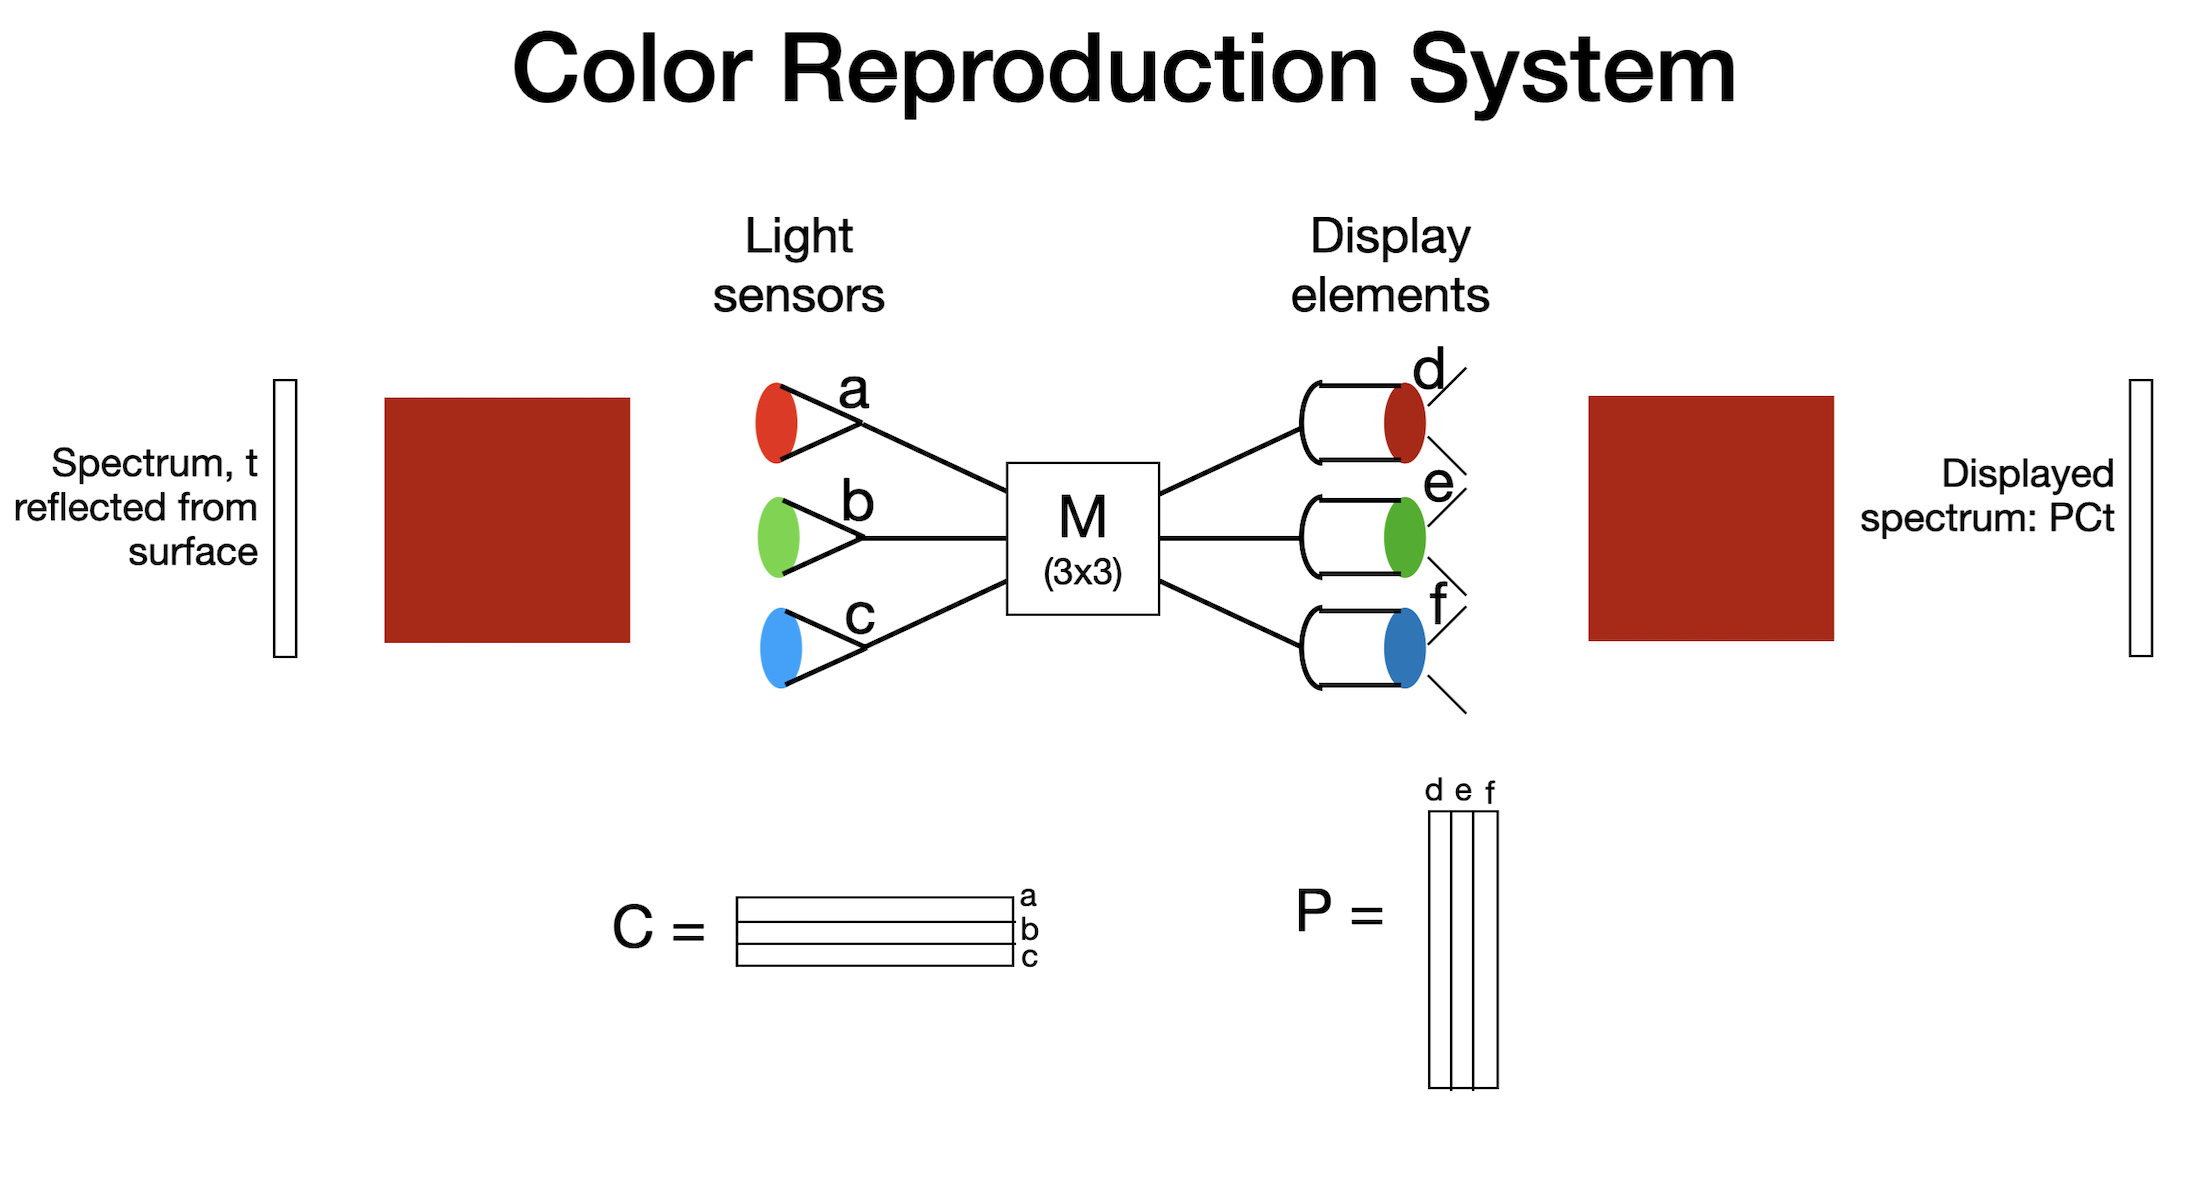 Color Reproduction System
Light
sensors
Display
elements
Spectrum, t
reflected from
surface
a
b
c
M
(3x3)
d
e
f
Displayed
spectrum: PCt
C =
a
b
c
P =
d e f